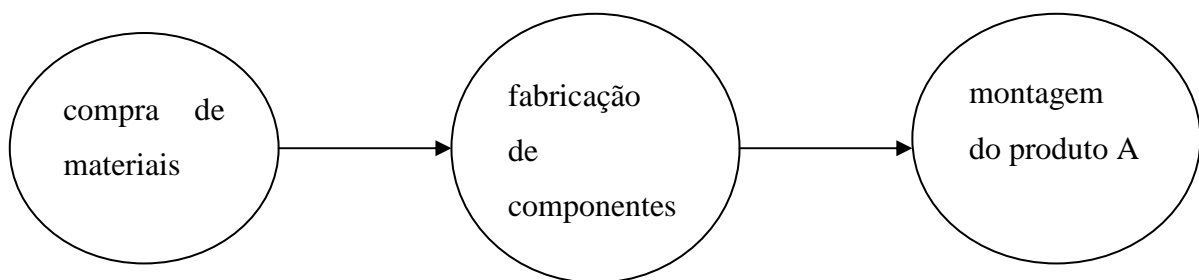 compra de
materiais
fabricação
de
componentes
montagem
do produto A